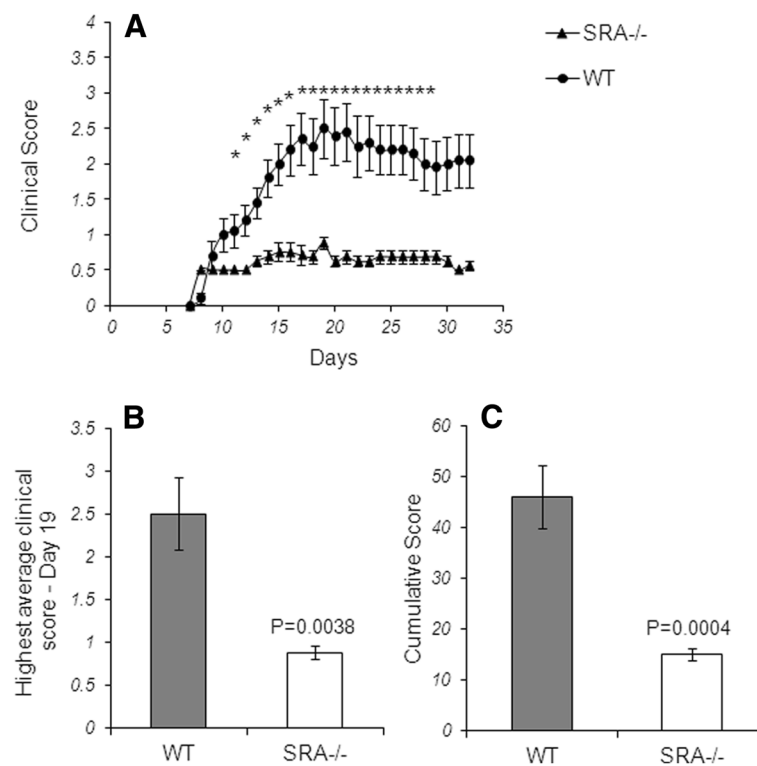 A
SRA-/-
WT
Clinical Score
4
3.5
3
2.5
2
1.5
1
0.5
0
* * * * * * * * * * * * * * * * * * *
0 5 10 15 20 25 30 35
Days
B
Highest average clinical
score - Day 19
3.5
3
2.5
2
1.5
1
0.5
0
P=0.0038
WT SRA-/-
C
Cumulative Score
60
50
40
30
20
10
0
P=0.0004
WT SRA-/-